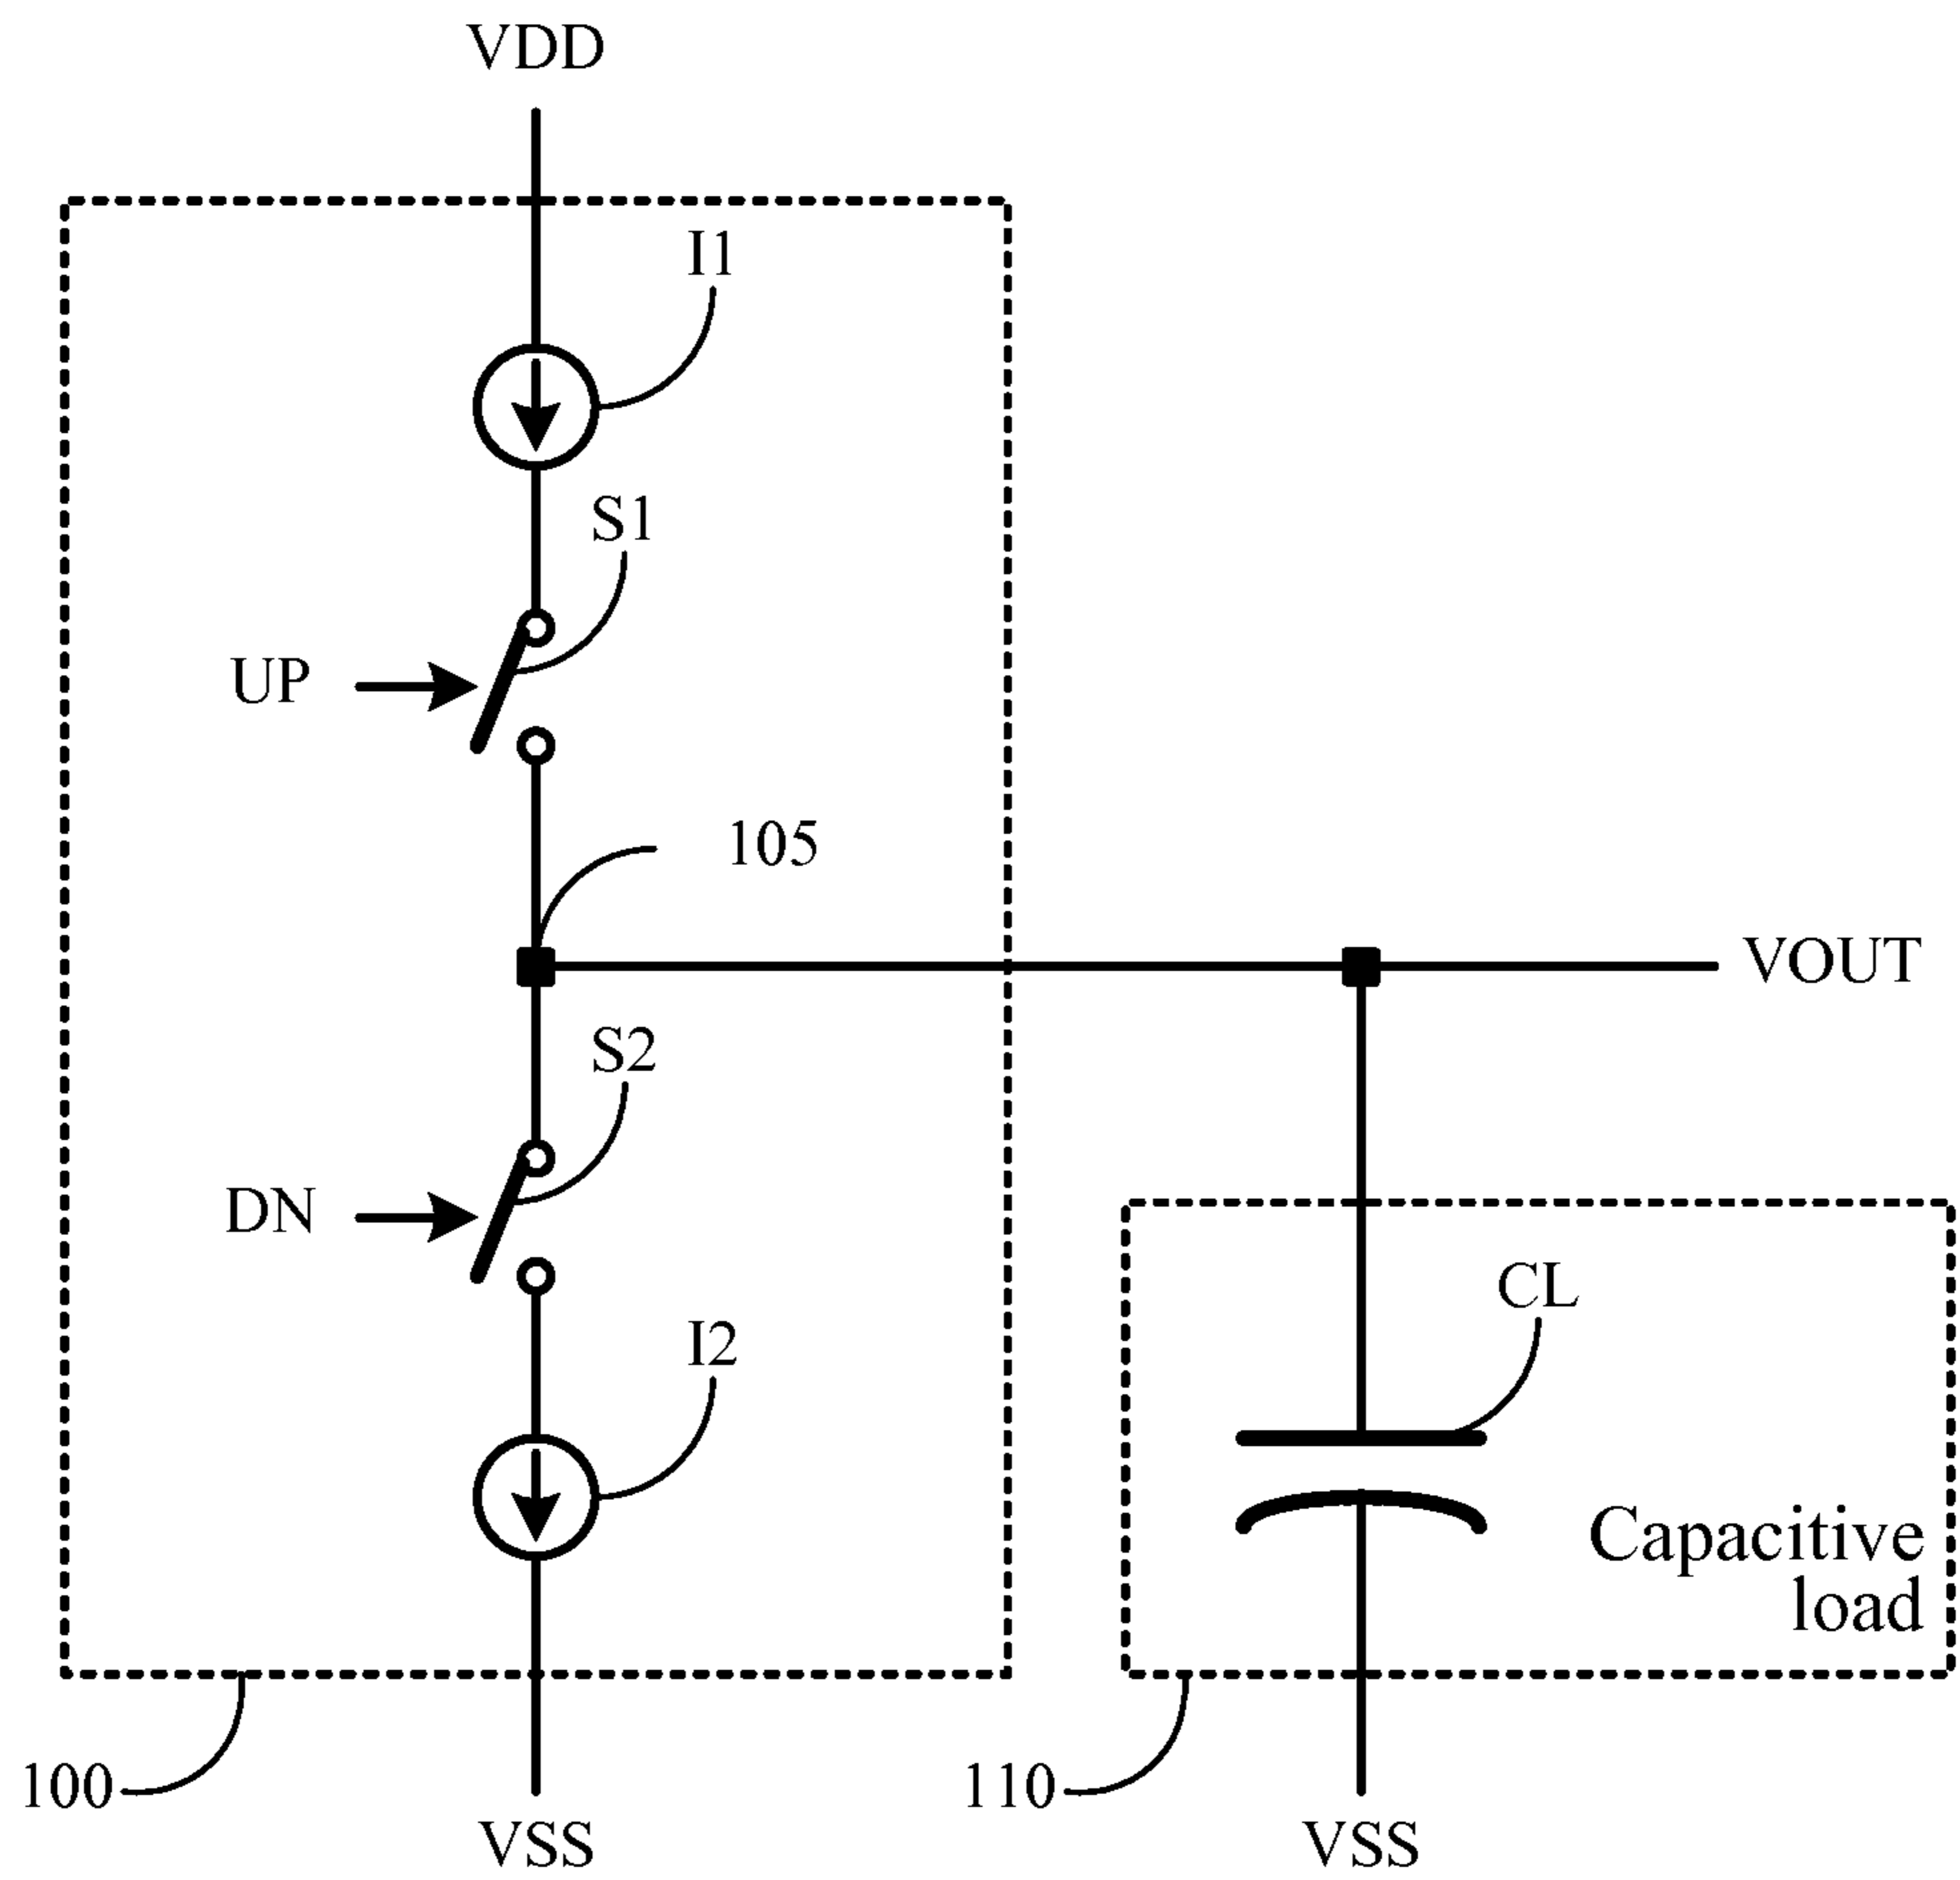 VDD
I1
S1
UP
105
VOUT
S2
DN
CL
I2
Capacitive
load
100
110
VSS
VSS